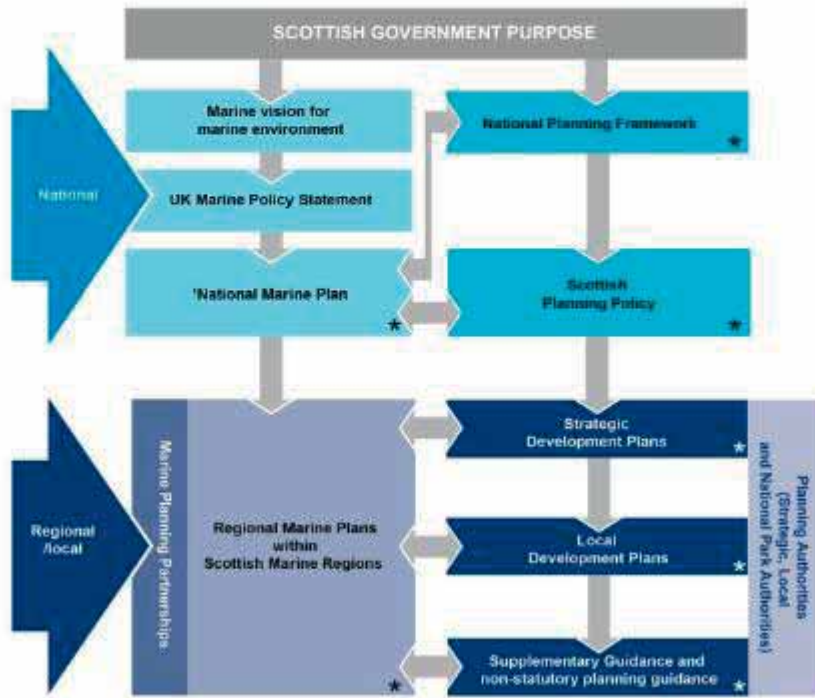 SCOTTISH GOVERNMENT PURPOSE
Marine vision for
marine environment
National Planning Framework
*
National
UK Marine Policy Statement
'National Marine Plan
*
Scottish
Planning Policy
*
Regional
/local
Marine Planning Partnerships
Regional Marine Plans
within
Scottish Marine Regions
*
Strategic
Development Plans
*
Local
Development Plans
*
Supplementary Guidance and
non-statutory planning guidance
*
Planning Authorities
(Strategic, Local
and National Park Authorities)